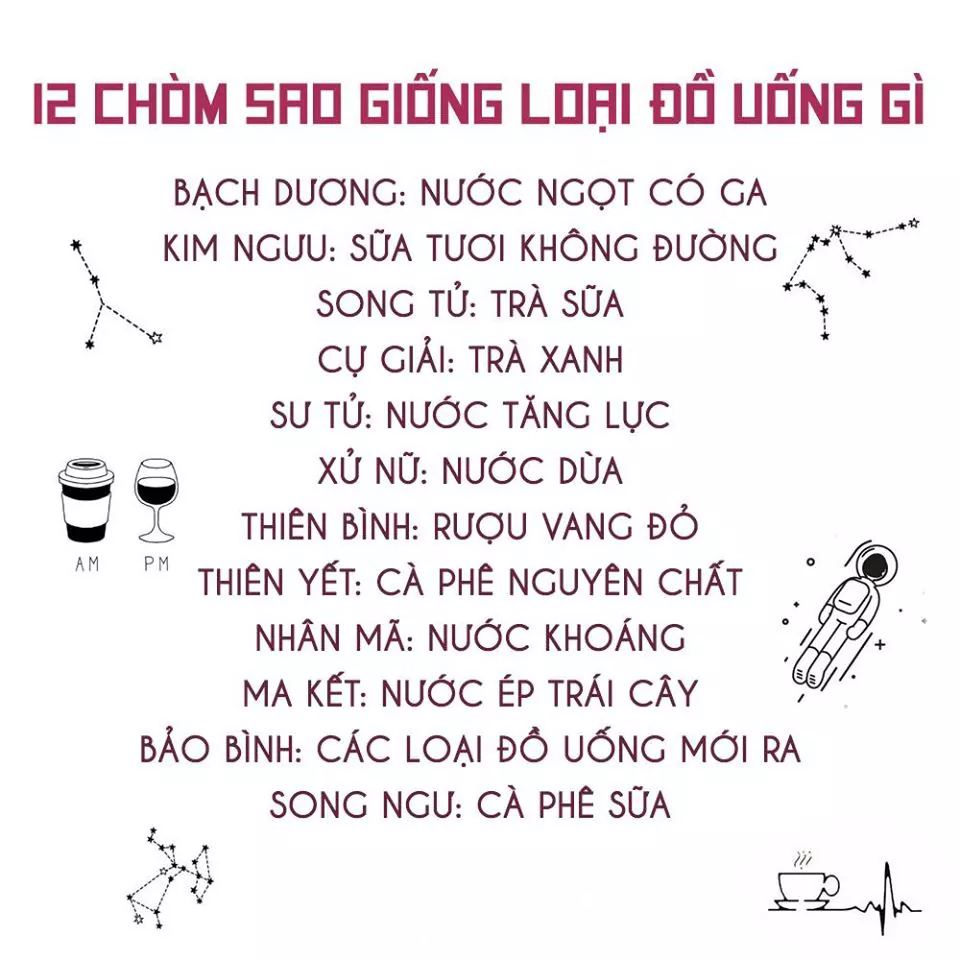 12 CHÒM SAO GIỐNG LOẠI ĐỒ UỐNG GÌ
BẠCH DƯƠNG: NƯỚC NGỌT CÓ GA
KIM NGƯU: SỮA TƯƠI KHÔNG ĐƯỜNG
SONG TỬ: TRÀ SỮA
CỰ GIẢI: TRÀ XANH
SƯ TỬ: NƯỚC TĂNG LỰC
XỬ NỮ: NƯỚC DỪA
THIÊN BÌNH: RƯỢU VANG ĐỎ
AM PM
THIÊN YẾT: CÀ PHÊ NGUYÊN CHẤT
NHÂN MÃ: NƯỚC KHOÁNG
MA KẾT: NƯỚC ÉP TRÁI CÂY
BẢO BÌNH: CÁC LOẠI ĐỒ UỐNG MỚI RA
SONG NGƯ: CÀ PHÊ SỮA